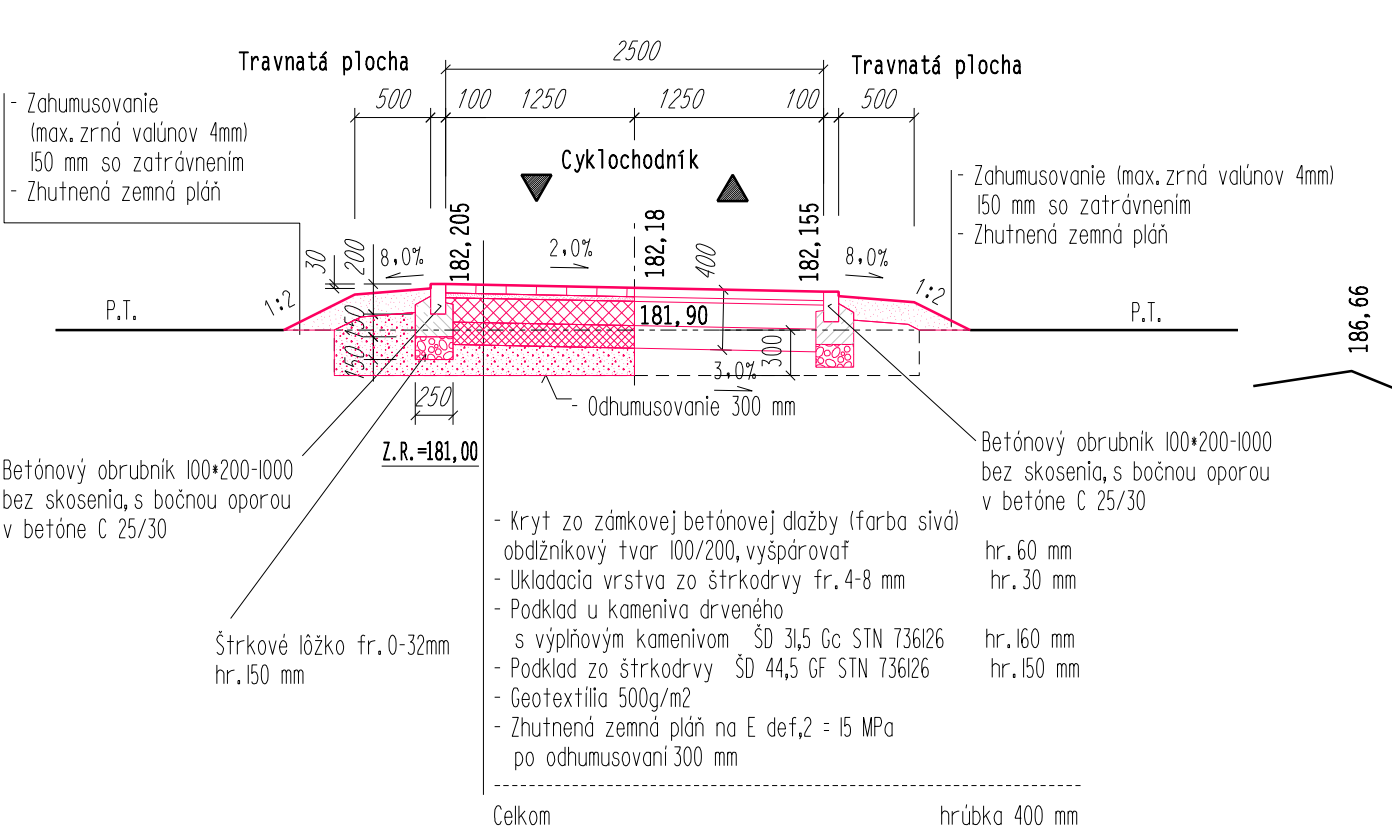 2500
Travnatá plocha
Travnatá plocha
500
100
1250
1250
100
500
- Zahumusovanie
(max. zrná valúnov 4mm)
150 mm so zatrávnením
- Zhutnená zemná pláň
Cyklochodník
- Zahumusovanie (max. zrná valúnov 4mm)
150 mm so zatrávnením
- Zhutnená zemná pláň
182,205
182,18
182,155
30
200
8,0%
2,0%
400
8,0%
1:2
1:2
P.T.
P.T.
181,90
186,66
150
150
300
3,0%
250
- Odhumusovanie 300 mm
Z.R.=181,00
Betónový obrubník 100*200-1000
bez skosenia, s bočnou oporou
v betóne C 25/30
Betónový obrubník 100*200-1000
bez skosenia, s bočnou oporou
v betóne C 25/30
Štrkové lôžko fr. 0-32mm
hr. 150 mm
- Kryt zo zámkovej betónovej dlažby (farba sivá)
obdĺžnikový tvar 100/200, vyšpárovať hr. 60 mm
- Ukladacia vrstva zo štrkodrvy fr. 4-8 mm hr. 30 mm
- Podklad u kameniva drveného
s výplňovým kamenivom ŠD 31,5 Gc STN 736126 hr. 160 mm
- Podklad zo štrkodrvy ŠD 44,5 GF STN 736126 hr. 150 mm
- Geotextília 500g/m2
- Zhutnená zemná pláň na E def,2 = 15 MPa
po odhumusovaní 300 mm
Celkom hrúbka 400 mm